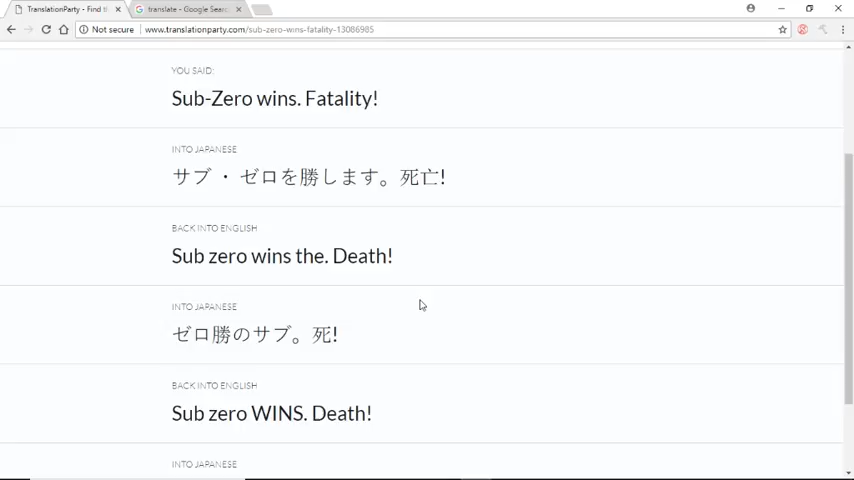 TranslationParty - Find t
translate - Google Searc
Not secure
www.translationparty.com/sub-zero-wins-fatality-13086985
YOU SAID:
Sub-Zero wins. Fatality!
INTO JAPANESE
サブ ・ ゼロを勝します。死亡!
BACK INTO ENGLISH
Sub zero wins the. Death!
INTO JAPANESE
ゼロ勝のサブ。死!
BACK INTO ENGLISH
Sub zero WINS. Death!
INTO JAPANESE